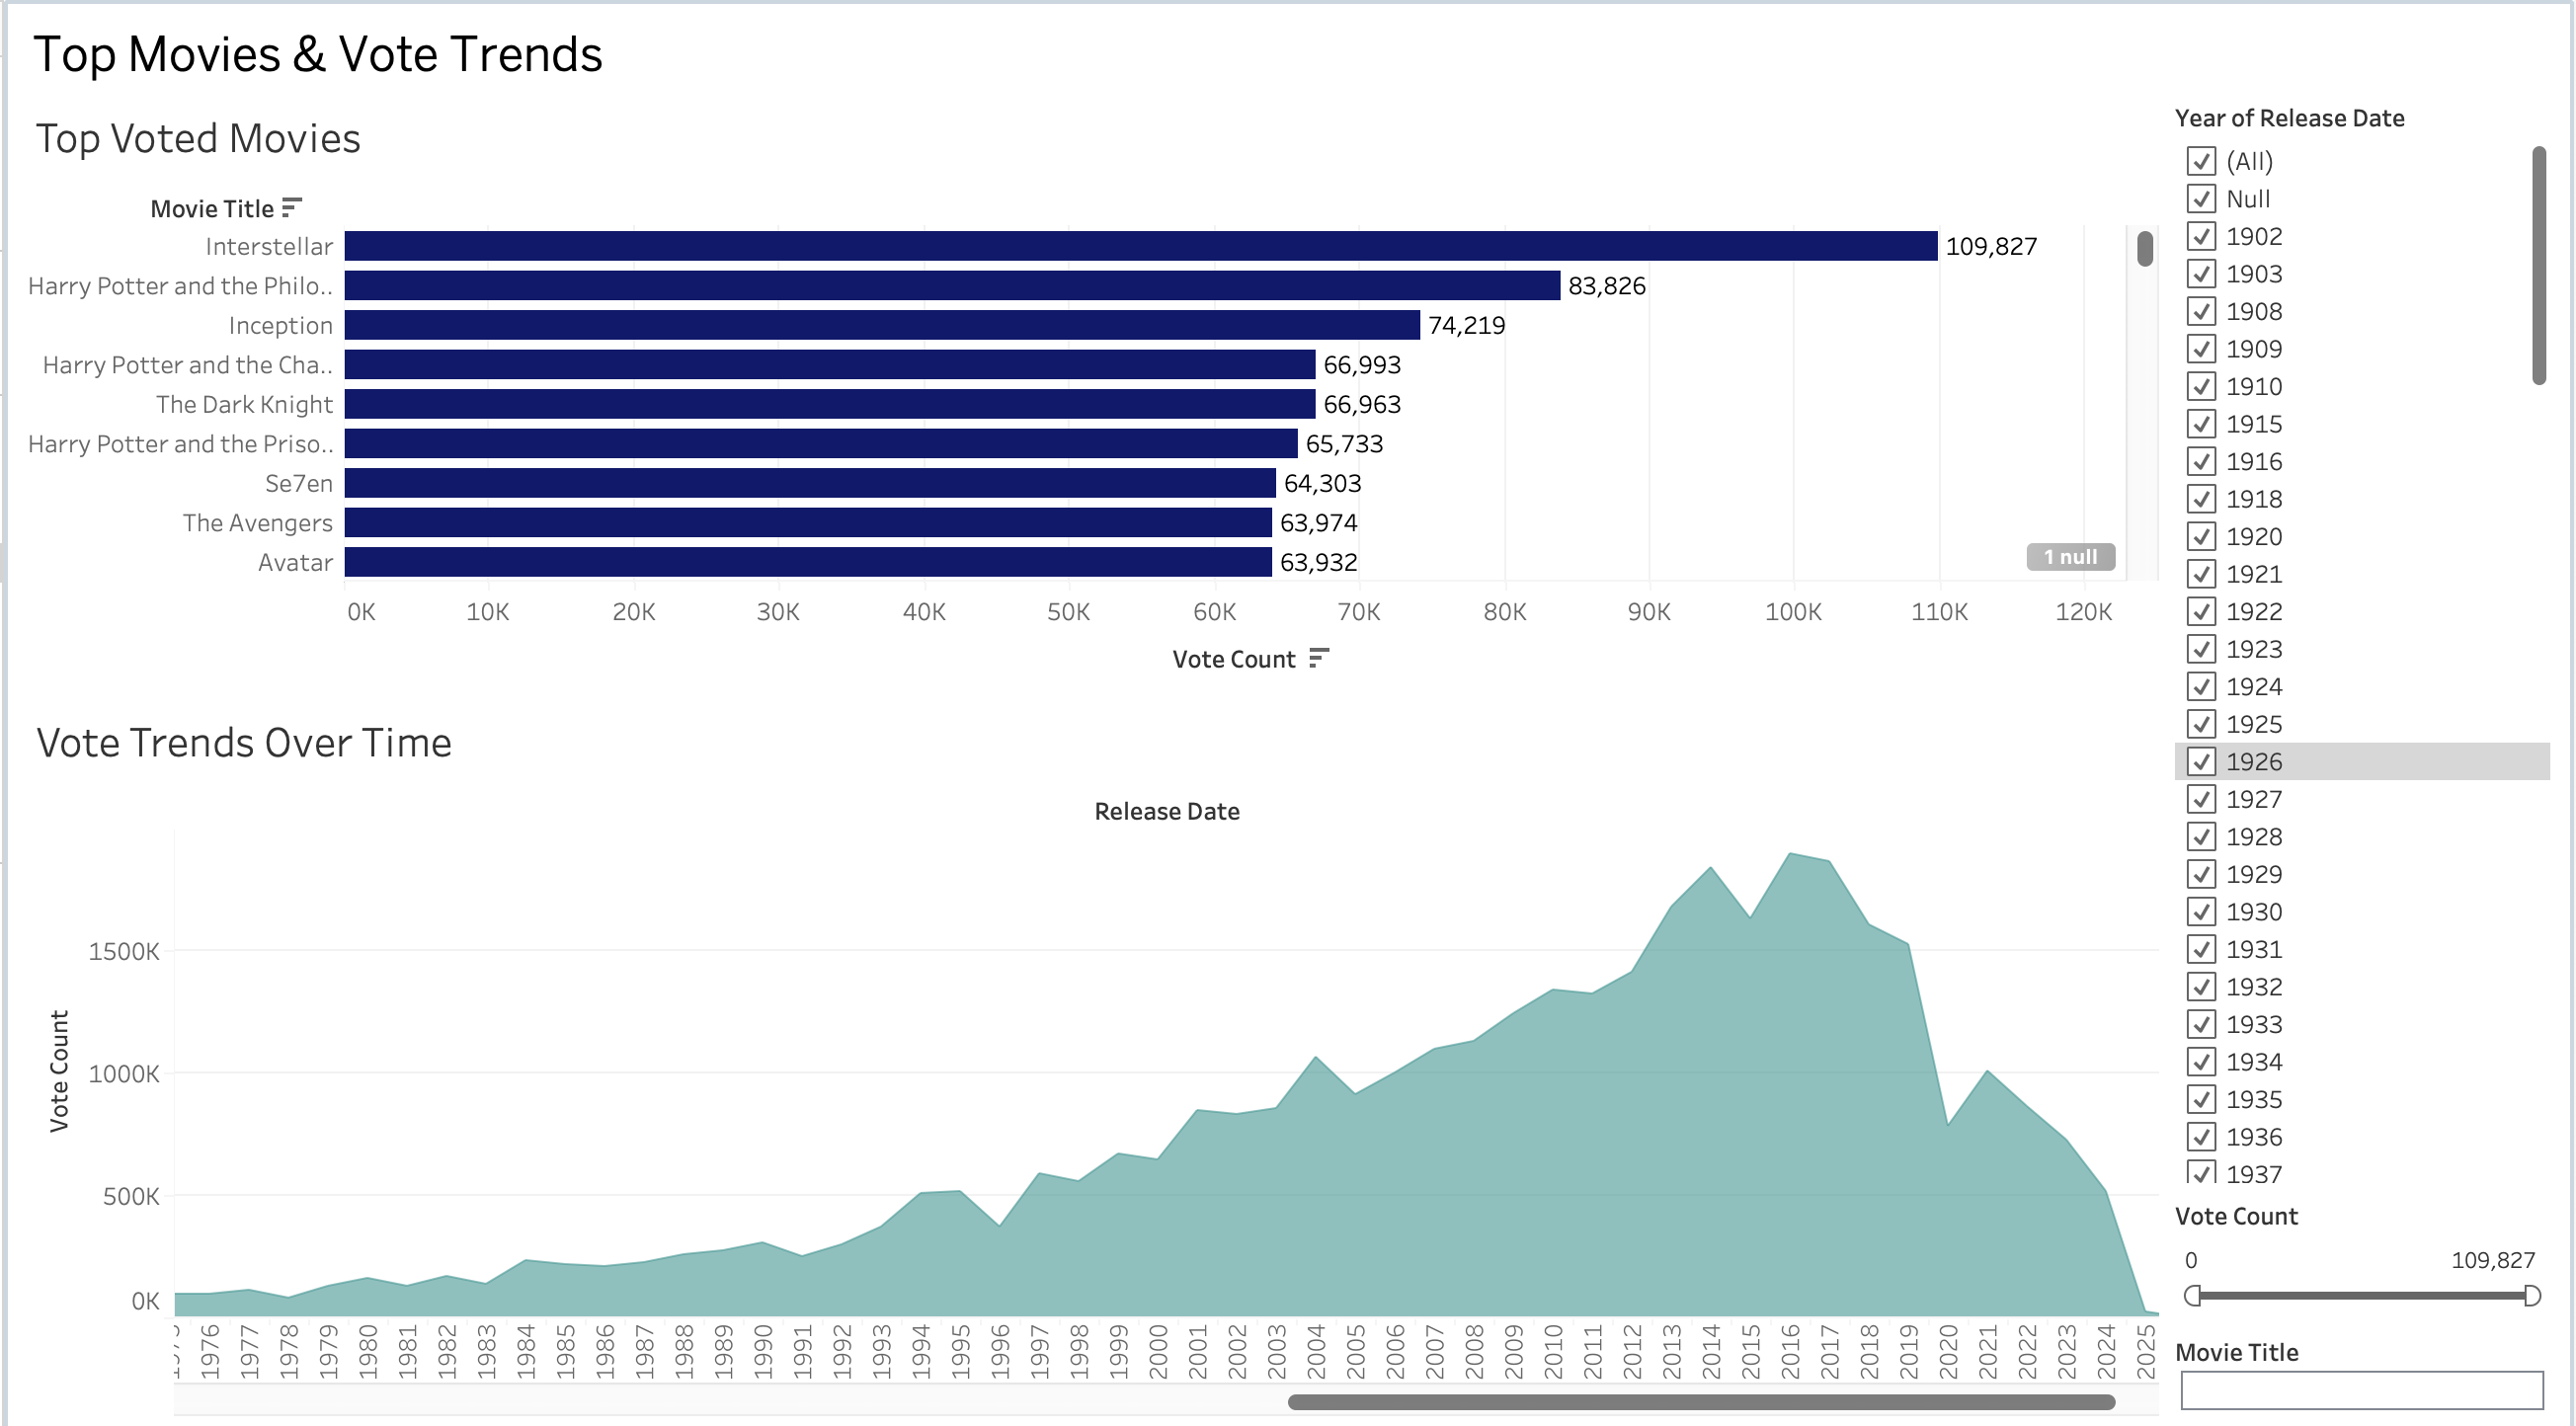 Top Movies & Vote Trends
Top Voted Movies
Movie Title
Interstellar 109,827
Harry Potter and the Philo.. 83,826
Inception 74,219
Harry Potter and the Cha.. 66,993
The Dark Knight 66,963
Harry Potter and the Priso.. 65,733
Se7en 64,303
The Avengers 63,974
Avatar 63,932
1 null
0K 10K 20K 30K 40K 50K 60K 70K 80K 90K 100K 110K 120K
Vote Count
Vote Trends Over Time
Release Date
Vote Count
1500K
1000K
500K
0K
1976 1977 1978 1979 1980 1981 1982 1983 1984 1985 1986 1987 1988 1989 1990 1991 1992 1993 1994 1995 1996 1997 1998 1999 2000 2001 2002 2003 2004 2005 2006 2007 2008 2009 2010 2011 2012 2013 2014 2015 2016 2017 2018 2019 2020 2021 2022 2023 2024 2025
Year of Release Date
(All)
Null
1902
1903
1908
1909
1910
1915
1916
1918
1920
1921
1922
1923
1924
1925
1926
1927
1928
1929
1930
1931
1932
1933
1934
1935
1936
1937
Vote Count
0 109,827
Movie Title